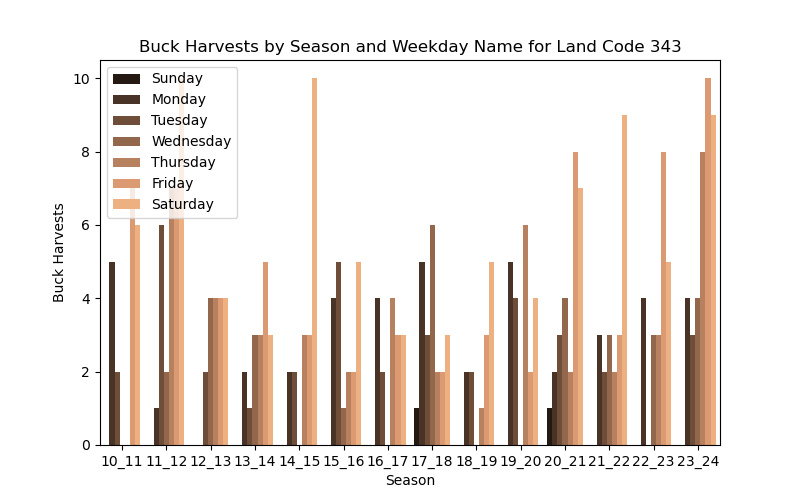 Buck Harvests by Season and Weekday Name for Land Code 343
10
8
6
4
2
0
Buck Harvests
Sunday
Monday
Tuesday
Wednesday
Thursday
Friday
Saturday
10_11 11_12 12_13 13_14 14_15 15_16 16_17 17_18 18_19 19_20 20_21 21_22 22_23 23_24
Season